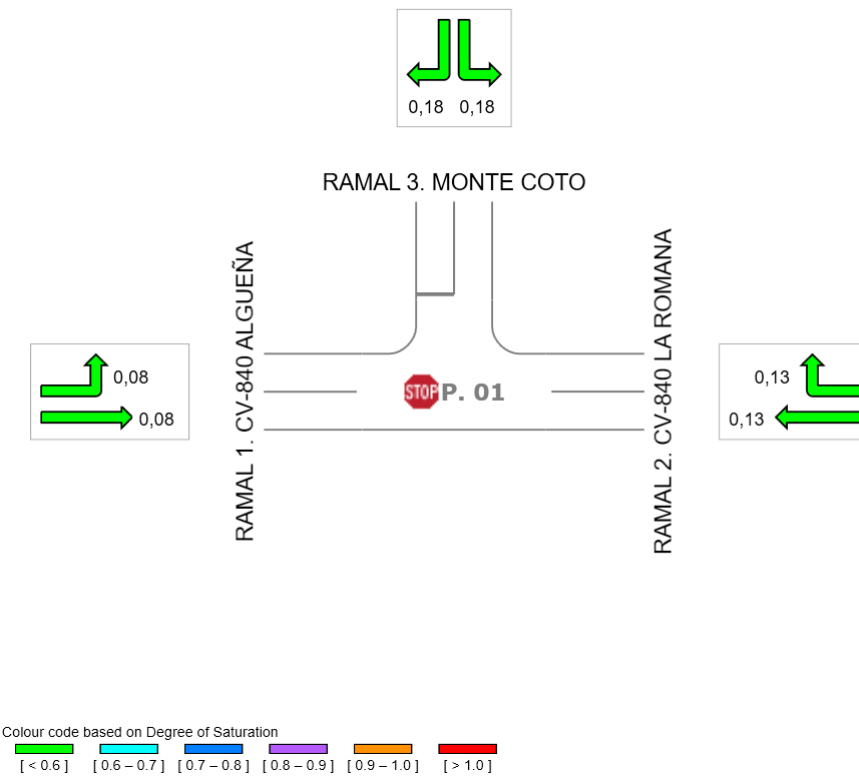 0,18 0,18
RAMAL 3. MONTE COTO
RAMAL 1. CV-840 ALGUEÑA
RAMAL 2. CV-840 LA ROMANA
0,08
0,08
STOP P. 01
0,13
0,13
Colour code based on Degree of Saturation
[ < 0.6 ] [ 0.6 – 0.7 ] [ 0.7 – 0.8 ] [ 0.8 – 0.9 ] [ 0.9 – 1.0 ] [ > 1.0 ]